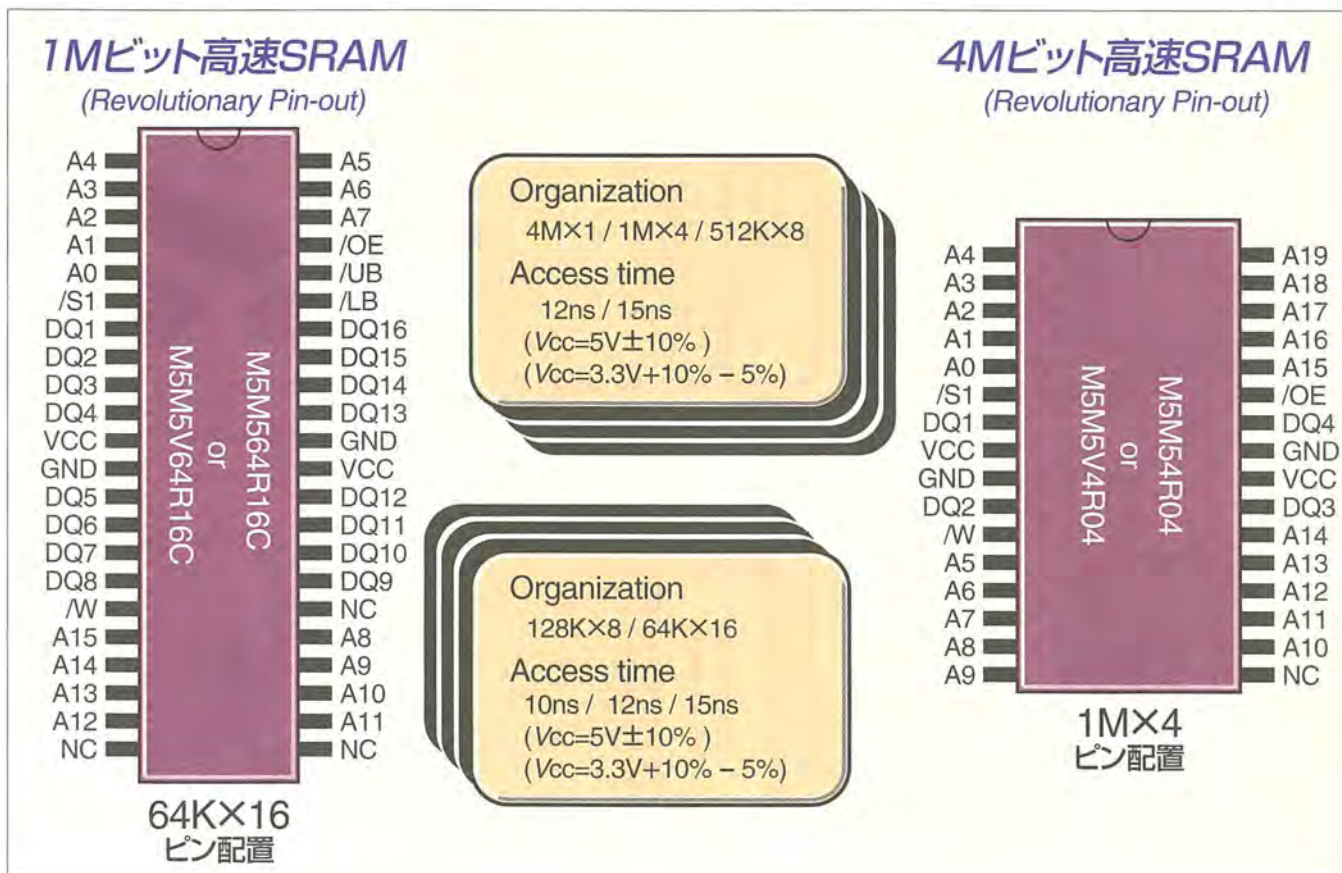 1Mビット高速SRAM
(Revolutionary Pin-out)
A4
A3
A2
A1
A0
/S1
DQ1
DQ2
DQ3
DQ4
VCC
GND
DQ5
DQ6
DQ7
DQ8
/W
A15
A14
A13
A12
NC
M5M564R16C
or
M5M5V64R16C
A5
A6
A7
/OE
/UB
/LB
DQ16
DQ15
DQ14
DQ13
GND
VCC
DQ12
DQ11
DQ10
DQ9
NC
A8
A9
A10
A11
NC
64K×16
ピン配置
Organization
4M×1 / 1M×4 / 512K×8
Access time
12ns / 15ns
(Vcc=5V±10% )
(Vcc=3.3V+10% – 5%)
Organization
128K×8 / 64K×16
Access time
10ns / 12ns / 15ns
(Vcc=5V±10% )
(Vcc=3.3V+10% – 5%)
4Mビット高速SRAM
(Revolutionary Pin-out)
A4
A3
A2
A1
A0
/S1
DQ1
VCC
GND
DQ2
/W
A5
A6
A7
A8
A9
M5M54R04
or
M5M5V4R04
A19
A18
A17
A16
A15
/OE
DQ4
GND
VCC
DQ3
A14
A13
A12
A11
A10
NC
1M×4
ピン配置